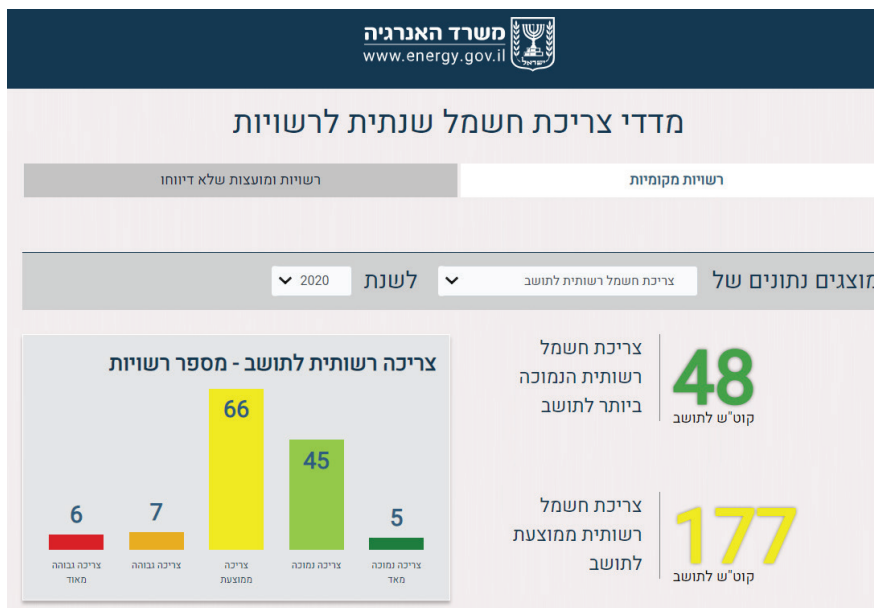 משרד האנרגיה
www.energy.gov.il
ישראל
מדדי צריכת חשמל שנתית לרשויות
רשויות מקומיות
רשויות ומועצות שלא דיווחו
מוצגים נתונים של
צריכת חשמל רשותית לתושב
לשנת
2020
48
קוט"ש לתושב
צריכת חשמל
רשותית הנמוכה
ביותר לתושב
177
קוט"ש לתושב
צריכת חשמל
רשותית ממוצעת
לתושב
צריכה רשותית לתושב - מספר רשויות
5
45
66
7
6
צריכה נמוכה
מאד
צריכה נמוכה
צריכה
ממוצעת
צריכה גבוהה
צריכה גבוהה
מאוד